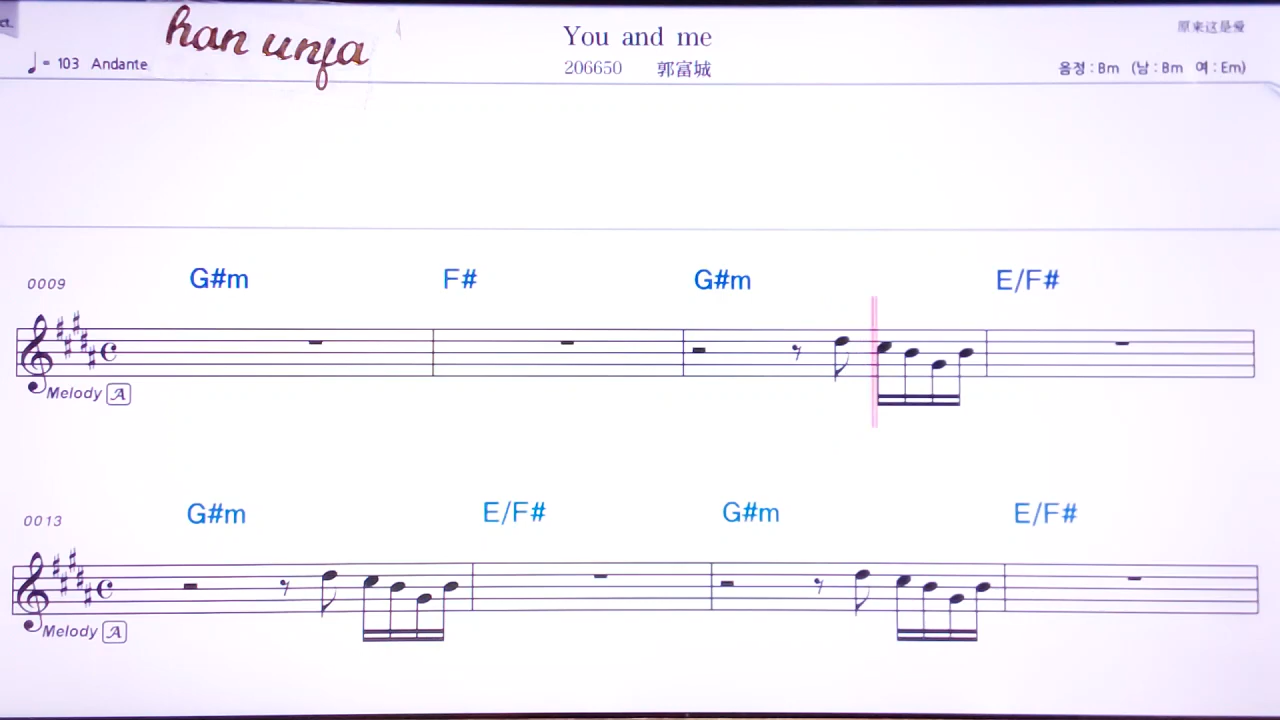 ct.
han unfa
You and me
原来这是爱
♩= 103 Andante
206650 郭富城
음정 : Bm (남 : Bm 여 : Em)
0009 G#m F# G#m E/F#
Melody A
0013 G#m E/F# G#m E/F#
Melody A